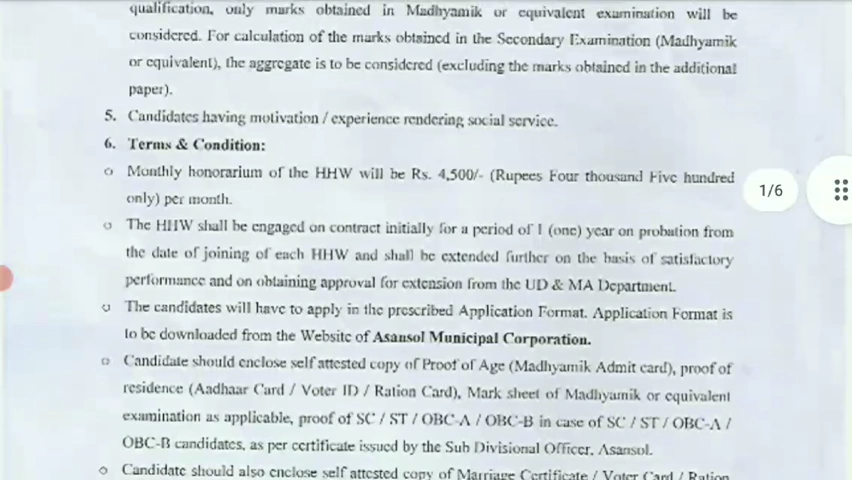 qualification, only marks obtained in Madhyamik or equivalent examination will be
considered. For calculation of the marks obtained in the Secondary Examination (Madhyamik
or equivalent), the aggregate is to be considered (excluding the marks obtained in the additional
paper).
5. Candidates having motivation / experience rendering social service.
6. Terms & Condition:
o Monthly honorarium of the HHW will be Rs. 4,500/- (Rupees Four thousand Five hundred
only) per month.
1/6
o The HHW shall be engaged on contract initially for a period of 1 (one) year on probation from
the date of joining of each HHW and shall be extended further on the basis of satisfactory
performance and on obtaining approval for extension from the UD & MA Department.
o The candidates will have to apply in the prescribed Application Format. Application Format is
to be downloaded from the Website of Asansol Municipal Corporation.
o Candidate should enclose self attested copy of Proof of Age (Madhyamik Admit card), proof of
residence (Aadhaar Card / Voter ID / Ration Card), Mark sheet of Madhyamik or equivalent
examination as applicable, proof of SC / ST / OBC-A / OBC-B in case of SC / ST / OBC-A /
OBC-B candidates, as per certificate issued by the Sub Divisional Officer, Asansol.
o Candidate should also enclose self attested copy of Marriage Certificate / Voter Card / Ration